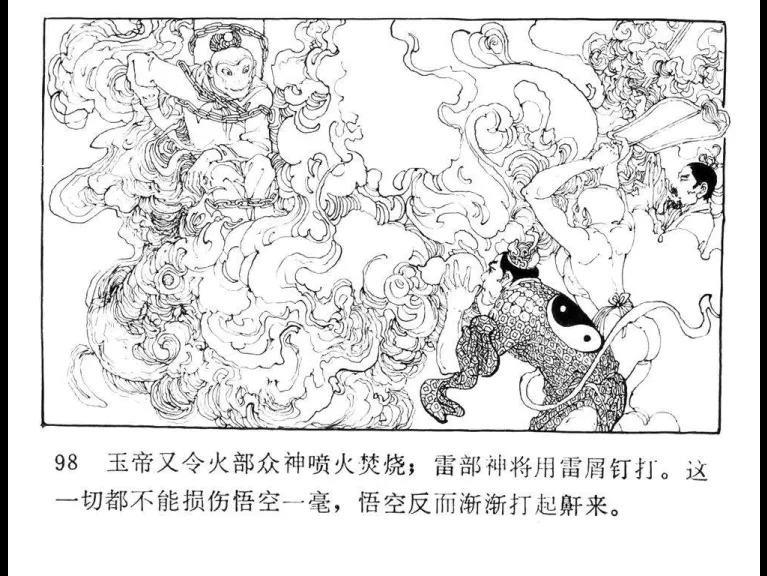 98 玉帝又令火部众神喷火焚烧；雷部神将用雷屑钉打。这
一切都不能损伤悟空一毫，悟空反而渐渐打起鼾来。